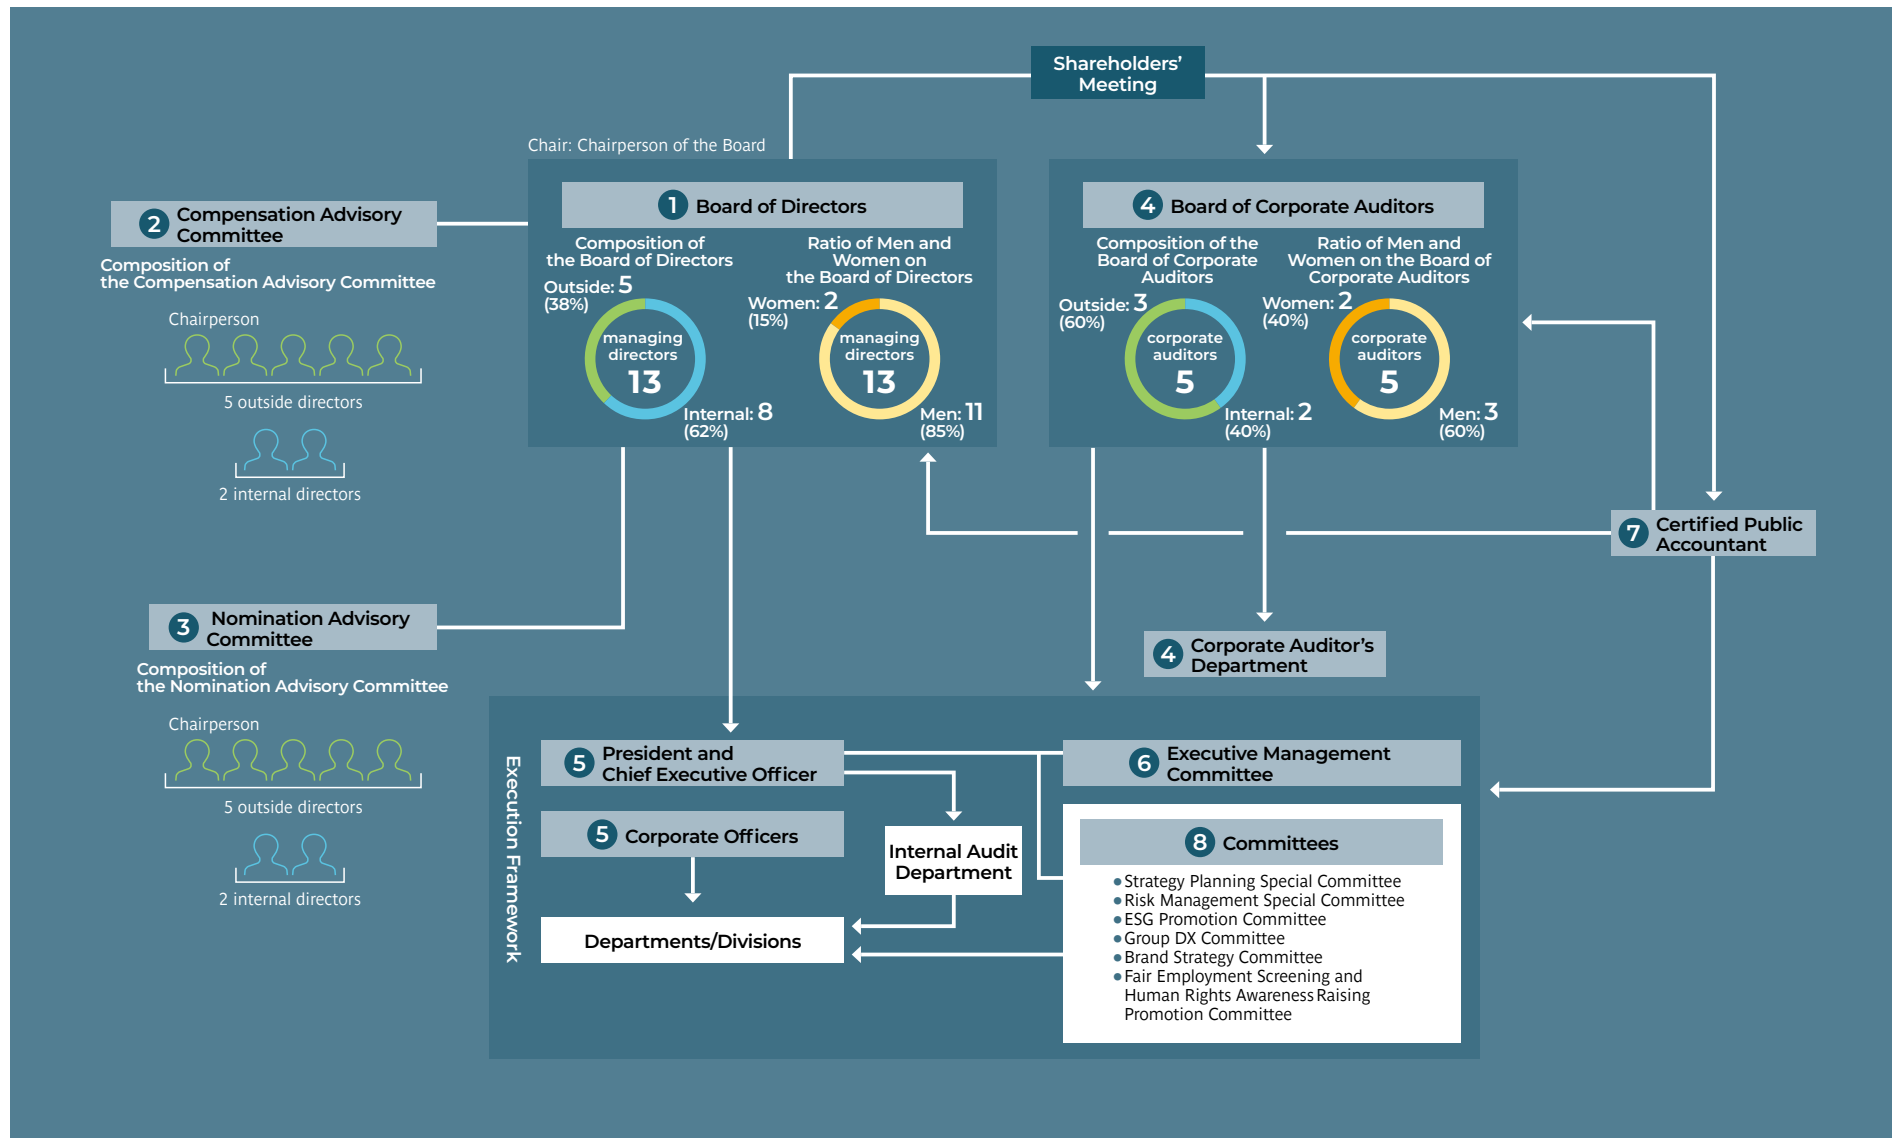 Shareholders’
Meeting
Chair: Chairperson of the Board
1 Board of Directors
Composition of
the Board of Directors
Outside: 5
(38%)
managing
directors
13
Internal: 8
(62%)
Ratio of Men and
Women on
the Board of Directors
Women: 2
(15%)
managing
directors
13
Men: 11
(85%)
4 Board of Corporate Auditors
Composition of the
Board of Corporate
Auditors
Outside: 3
(60%)
corporate
auditors
5
Internal: 2
(40%)
Ratio of Men and
Women on the Board of
Corporate Auditors
Women: 2
(40%)
corporate
auditors
5
Men: 3
(60%)
2 Compensation Advisory
Committee
Composition of
the Compensation Advisory Committee
Chairperson
5 outside directors
2 internal directors
7 Certified Public
Accountant
3 Nomination Advisory
Committee
Composition of
the Nomination Advisory Committee
Chairperson
5 outside directors
2 internal directors
4 Corporate Auditor’s
Department
Execution Framework
5 President and
Chief Executive Officer
5 Corporate Officers
Internal Audit
Department
Departments/Divisions
6 Executive Management
Committee
8 Committees
● Strategy Planning Special Committee
● Risk Management Special Committee
● ESG Promotion Committee
● Group DX Committee
● Brand Strategy Committee
● Fair Employment Screening and
Human Rights Awareness Raising
Promotion Committee